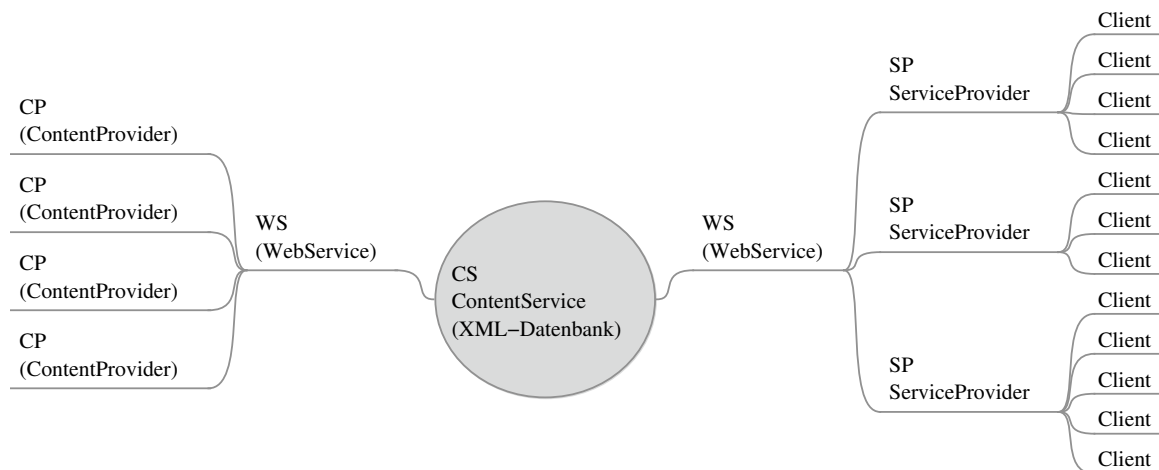 CP
(ContentProvider)
CP
(ContentProvider)
CP
(ContentProvider)
CP
(ContentProvider)
WS
(WebService)
CS
ContentService
(XML−Datenbank)
WS
(WebService)
SP
ServiceProvider
Client
Client
Client
Client
SP
ServiceProvider
Client
Client
Client
SP
ServiceProvider
Client
Client
Client
Client
Client